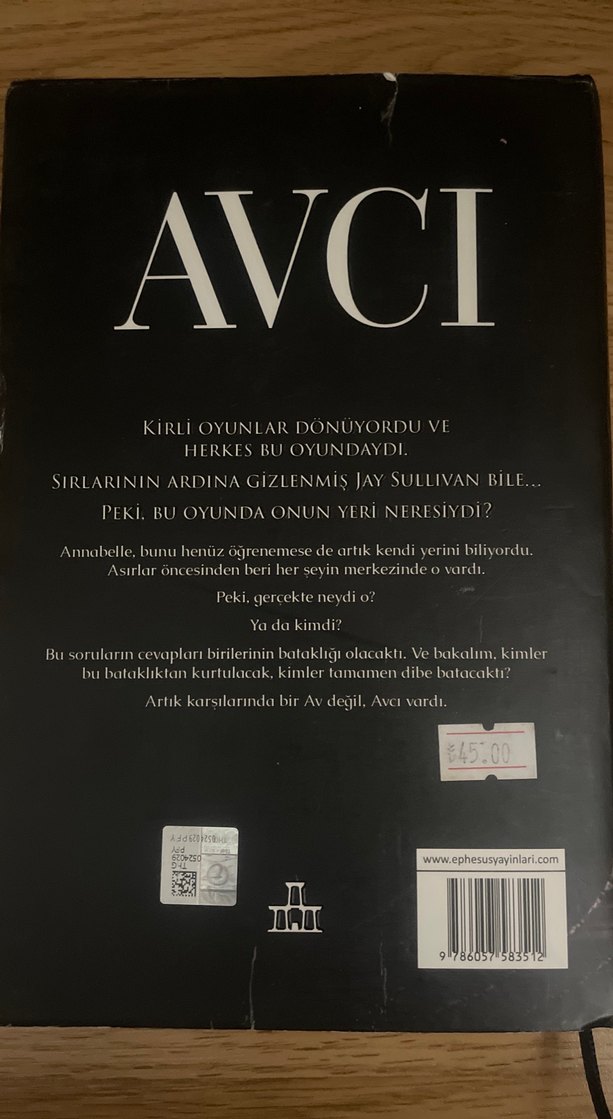 AVCI
KİRLİ OYUNLAR DÖNÜYORDU VE
HERKES BU OYUNDAYDI.
SIRLARININ ARDINA GİZLENMİŞ JAY SULLIVAN BİLE...
PEKİ, BU OYUNDA ONUN YERİ NERESİYDİ?
Annabelle, bunu henüz öğrenemese de artık kendi yerini biliyordu.
Asırlar öncesinden beri her şeyin merkezinde o vardı.
Peki, gerçekte neydi o?
Ya da kimdi?
Bu soruların cevapları birilerinin bataklığı olacaktı. Ve bakalım, kimler
bu bataklıktan kurtulacak, kimler tamamen dibe batacaktı?
Artık karşılarında bir Av değil, Avcı vardı.
₺45.00
0524029
www.ephesusyayinlari.com
9 786057 583512